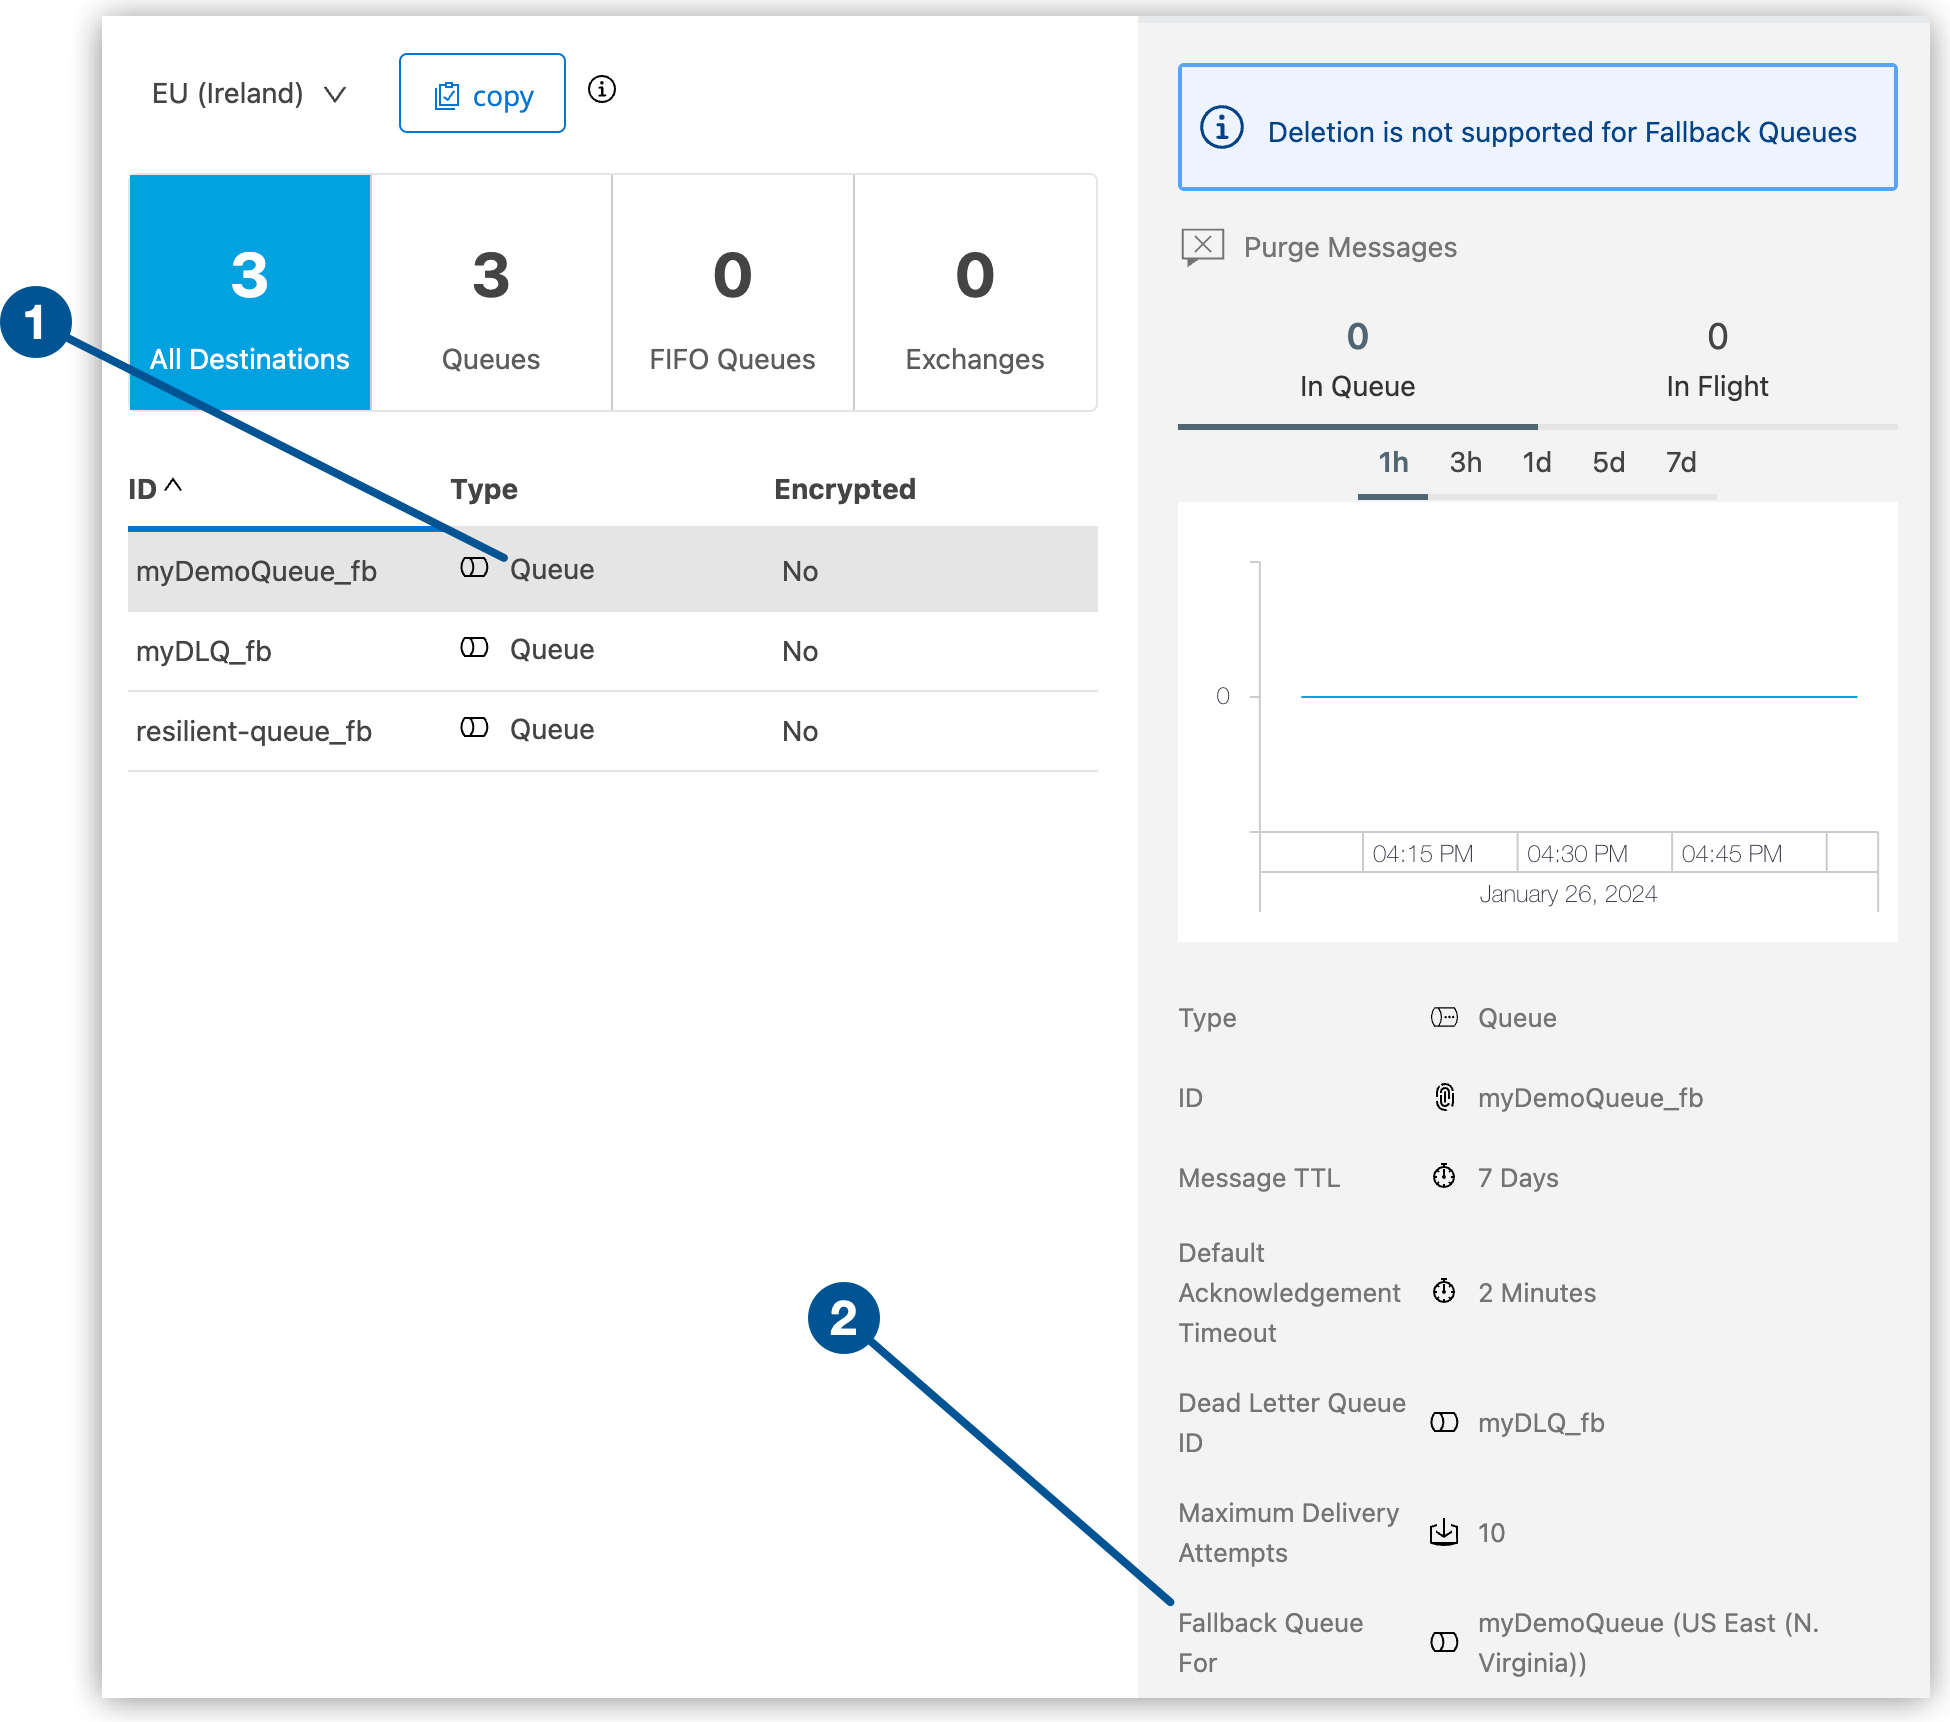 EU (Ireland)
copy
3
All Destinations
3
Queues
0
FIFO Queues
0
Exchanges
1
ID
Type
Encrypted
myDemoQueue_fb
Queue
No
myDLQ_fb
Queue
No
resilient-queue_fb
Queue
No
Deletion is not supported for Fallback Queues
Purge Messages
0
In Queue
0
In Flight
1h
3h
1d
5d
7d
0
04:15 PM
04:30 PM
04:45 PM
January 26, 2024
Type
Queue
ID
myDemoQueue_fb
Message TTL
7 Days
Default
Acknowledgement
Timeout
2 Minutes
2
Dead Letter Queue
ID
myDLQ_fb
Maximum Delivery
Attempts
10
Fallback Queue
For
myDemoQueue (US East (N.
Virginia))